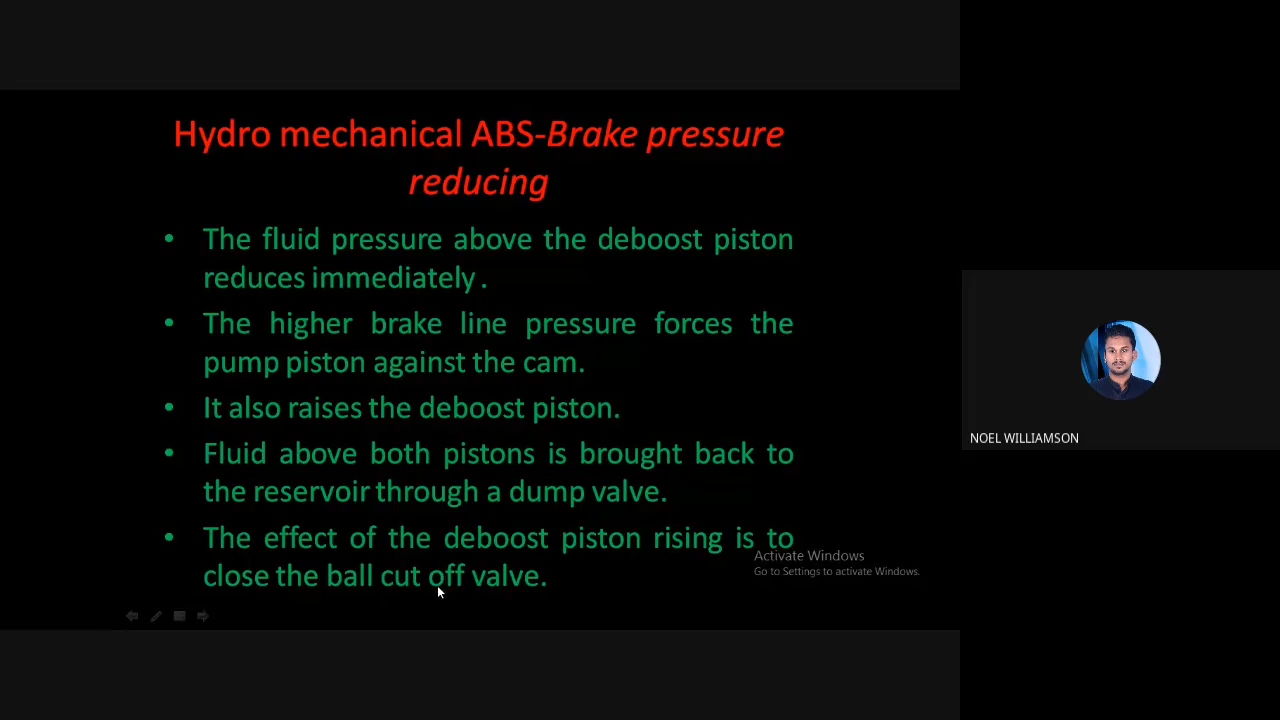 Hydro mechanical ABS-Brake pressure
reducing
• The fluid pressure above the deboost piston
reduces immediately .
• The higher brake line pressure forces the
pump piston against the cam.
• It also raises the deboost piston.
• Fluid above both pistons is brought back to
the reservoir through a dump valve.
• The effect of the deboost piston rising is to
close the ball cut off valve.
Activate Windows
Go to Settings to activate Windows.
NOEL WILLIAMSON